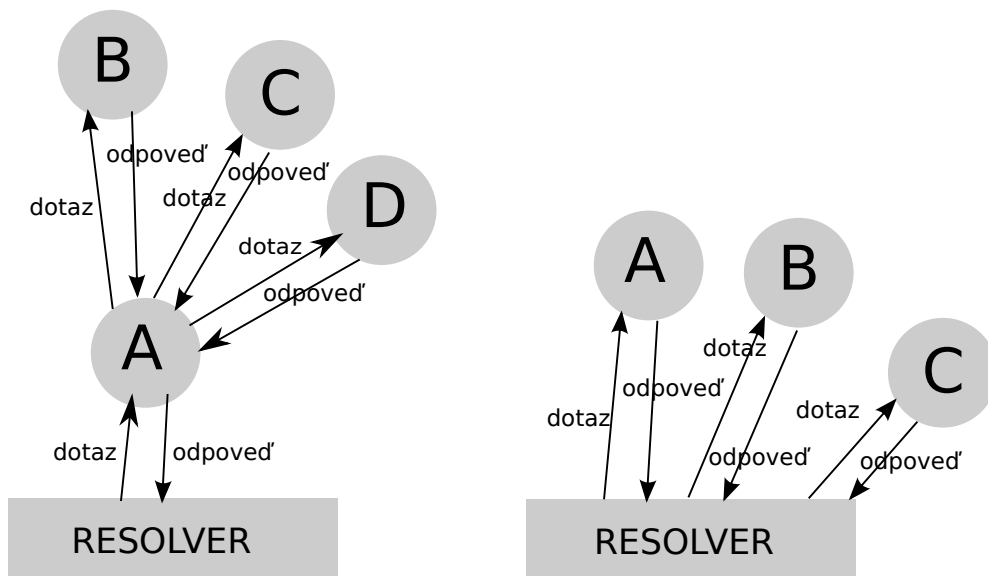 B
C
odpoveď
odpoveď
dotaz
dotaz
D
dotaz
odpoveď
A
dotaz
odpoveď
RESOLVER
A
B
dotaz
odpoveď
C
dotaz
dotaz
odpoveď
odpoveď
RESOLVER